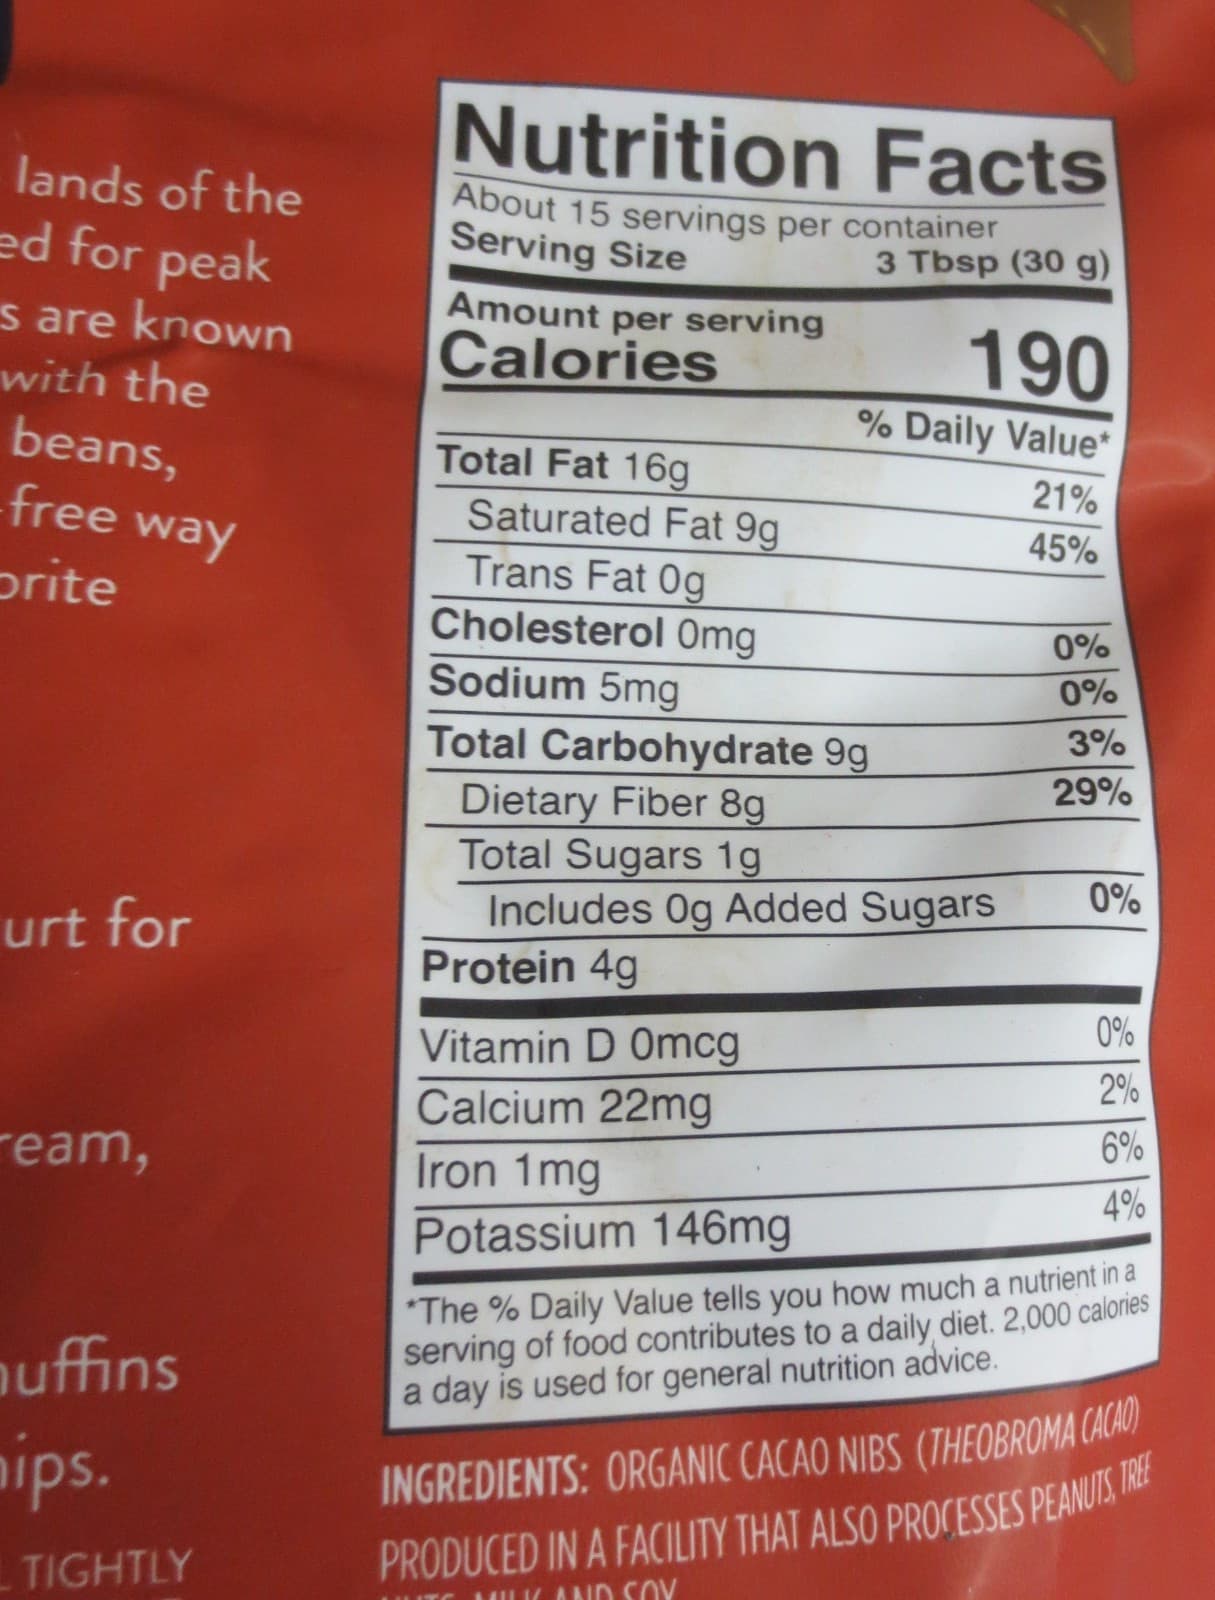 lands of the
ed for peak
s are known
with the
beans,
-free way
orite
urt for
ream,
uffins
ips.
TIGHTLY
Nutrition Facts
About 15 servings per container
Serving Size 3 Tbsp (30 g)
Amount per serving
Calories 190
% Daily Value*
Total Fat 16g 21%
Saturated Fat 9g 45%
Trans Fat 0g
Cholesterol 0mg 0%
Sodium 5mg 0%
Total Carbohydrate 9g 3%
Dietary Fiber 8g 29%
Total Sugars 1g
Includes 0g Added Sugars 0%
Protein 4g
Vitamin D 0mcg 0%
Calcium 22mg 2%
Iron 1mg 6%
Potassium 146mg 4%
*The % Daily Value tells you how much a nutrient in a
serving of food contributes to a daily diet. 2,000 calories
a day is used for general nutrition advice.
INGREDIENTS: ORGANIC CACAO NIBS (THEOBROMA CACAO)
PRODUCED IN A FACILITY THAT ALSO PROCESSES PEANUTS, TREE
NUTS, MILK AND SOY